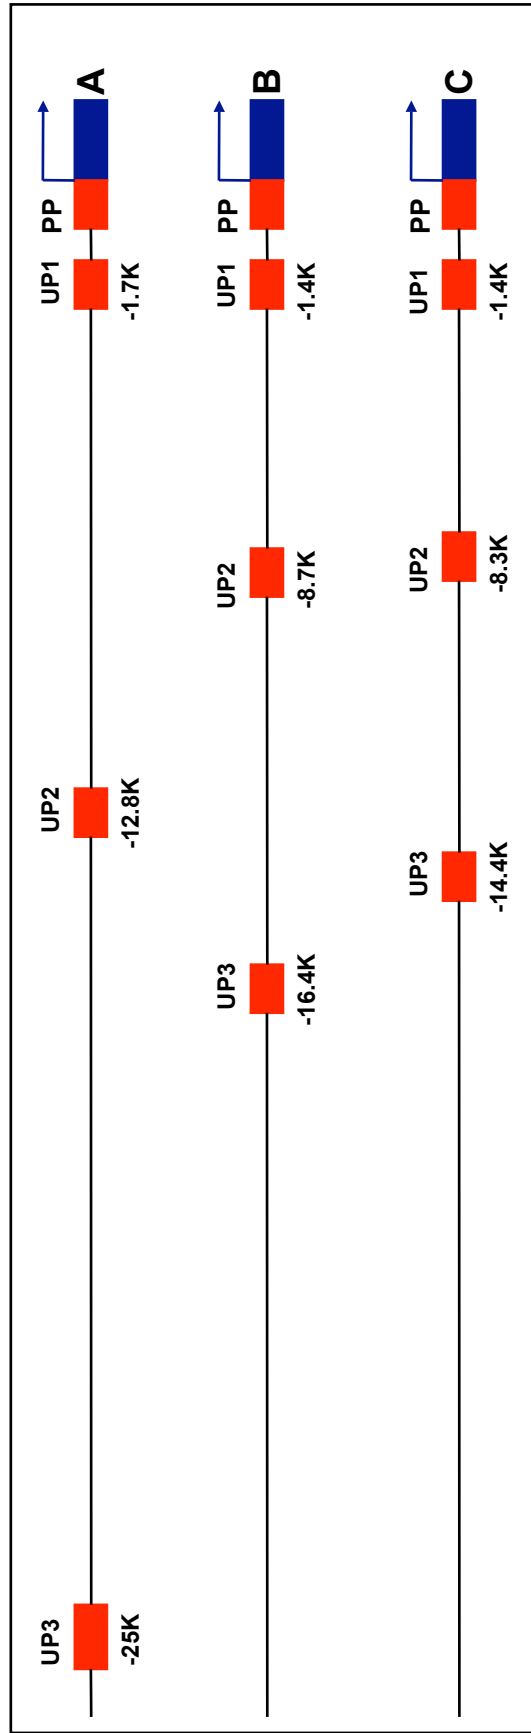 UP3 UP2 UP1 PP
A
-25K -12.8K -1.7K
UP3 UP2 UP1 PP
B
-16.4K -8.7K -1.4K
UP3 UP2 UP1 PP
C
-14.4K -8.3K -1.4K